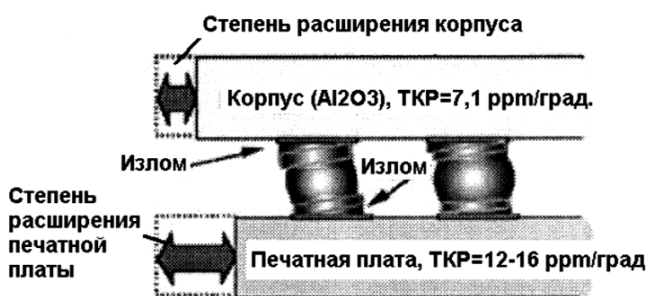 Степень расширения корпуса
Корпус (Al2O3), ТКР=7,1 ppm/град.
Излом
Излом
Степень
расширения
печатной
платы
Печатная плата, ТКР=12-16 ppm/град